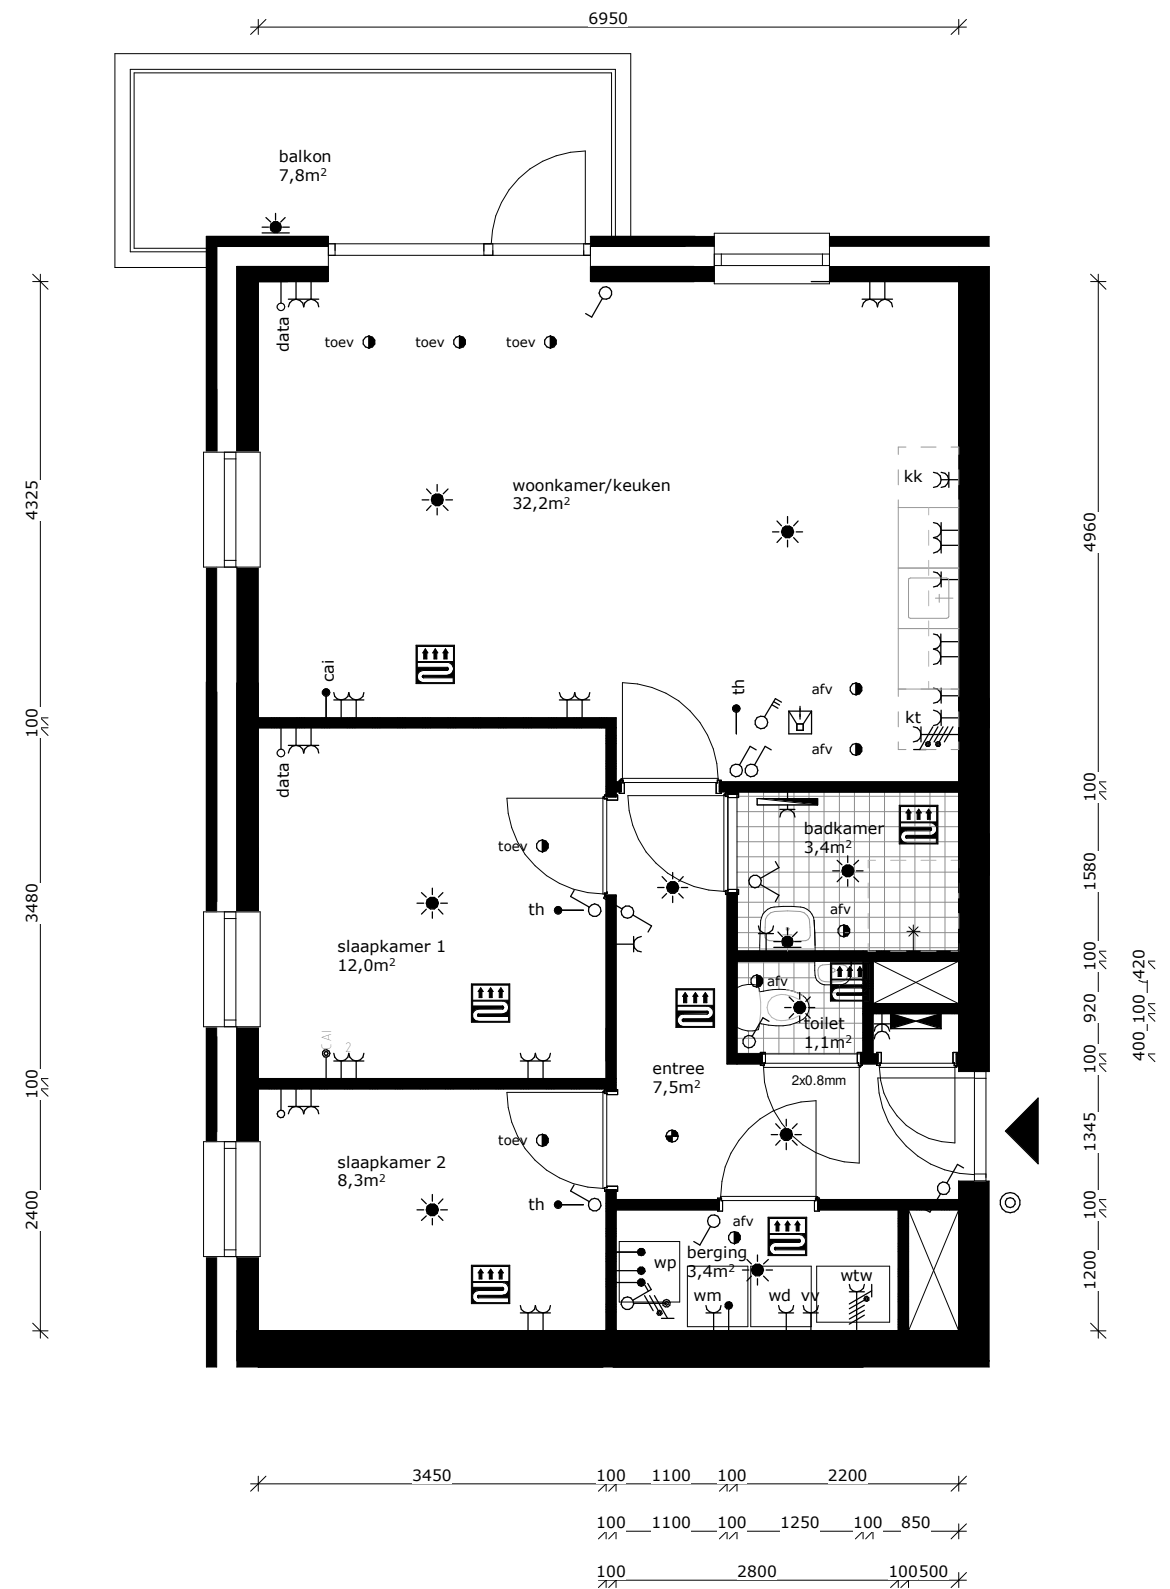 6950
balkon
7,8m²
data
toev
toev
toev
woonkamer/keuken
32,2m²
kk
4325
4960
cai
th
afv
kt
afv
100
data
100
badkamer
3,4m²
toev
afv
th
slaapkamer 1
12,0m²
3480
1580
100
420
100
400
920
afv
toilet
1,1m²
CAI
2
entree
7,5m²
2x0.8mm
100
100
toev
1345
slaapkamer 2
8,3m²
th
2400
100
afv
berging
3,4m²
wp
wm
wd
vv
wtw
1200
3450 100 1100 100 2200
100 1100 100 1250 100 850
100 2800 100 500